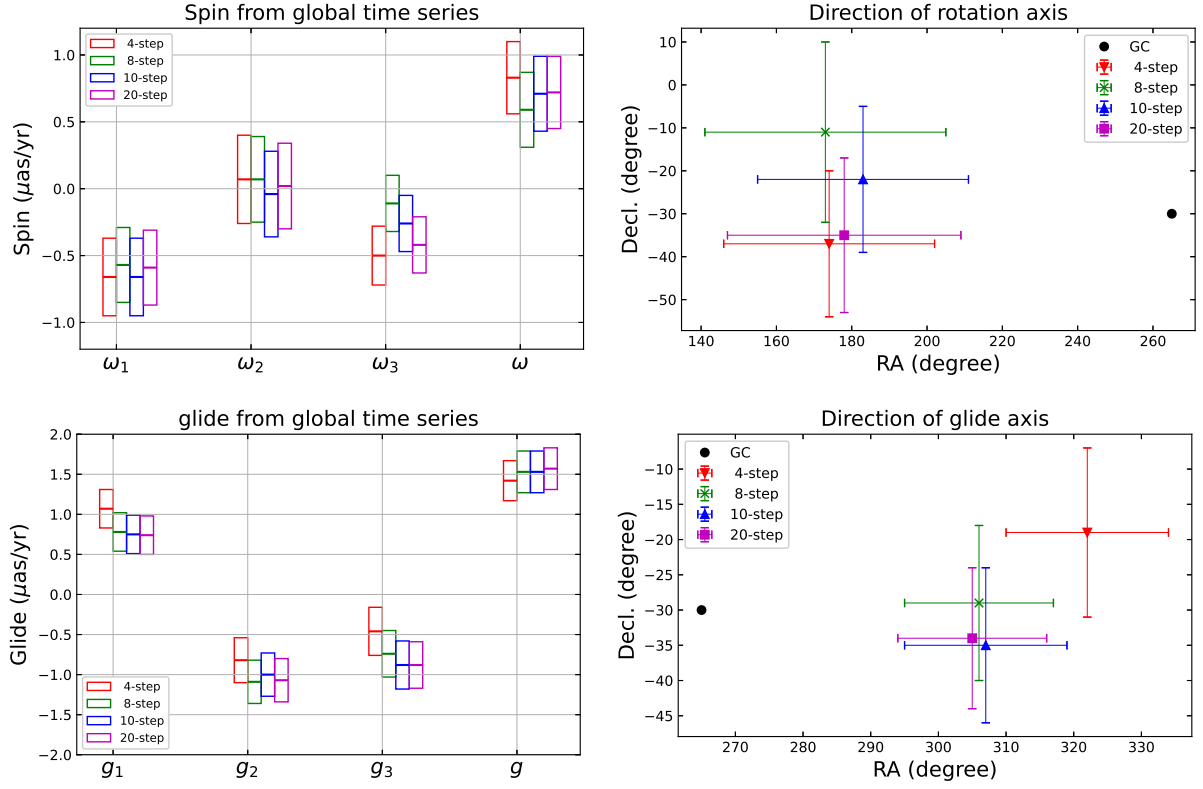 Spin from global time series
Spin (μas/yr)
1.0
0.5
0.0
−0.5
−1.0
4-step
8-step
10-step
20-step
ω1
ω2
ω3
ω
Direction of rotation axis
Decl. (degree)
10
0
−10
−20
−30
−40
−50
GC
4-step
8-step
10-step
20-step
140
160
180
200
220
240
260
RA (degree)
glide from global time series
Glide (μas/yr)
2.0
1.5
1.0
0.5
0.0
−0.5
−1.0
−1.5
−2.0
4-step
8-step
10-step
20-step
g1
g2
g3
g
Direction of glide axis
Decl. (degree)
−10
−15
−20
−25
−30
−35
−40
−45
GC
4-step
8-step
10-step
20-step
270
280
290
300
310
320
330
RA (degree)